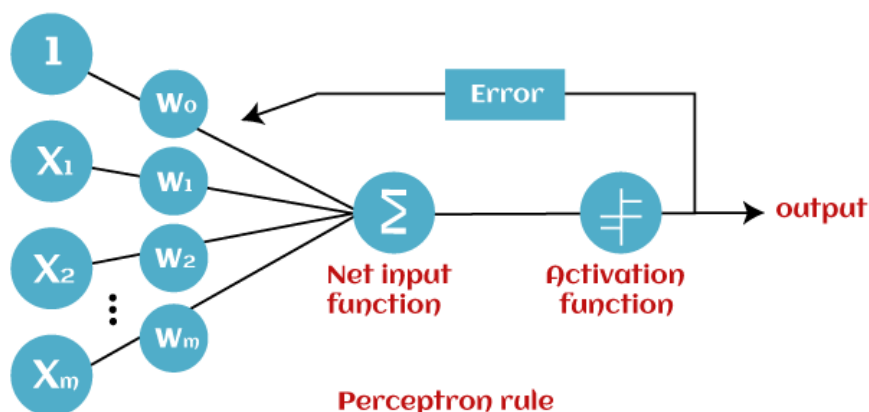 1
W0
Error
X1
W1
Σ
output
X2
W2
Net input
function
Activation
function
Xm
Wm
Perceptron rule